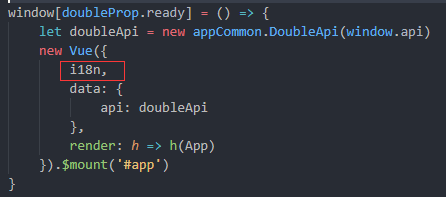 window[doubleProp.ready] = () => {
let doubleApi = new appCommon.DoubleApi(window.api)
new Vue({
i18n,
data: {
api: doubleApi
},
render: h => h(App)
}).$mount('#app')
}